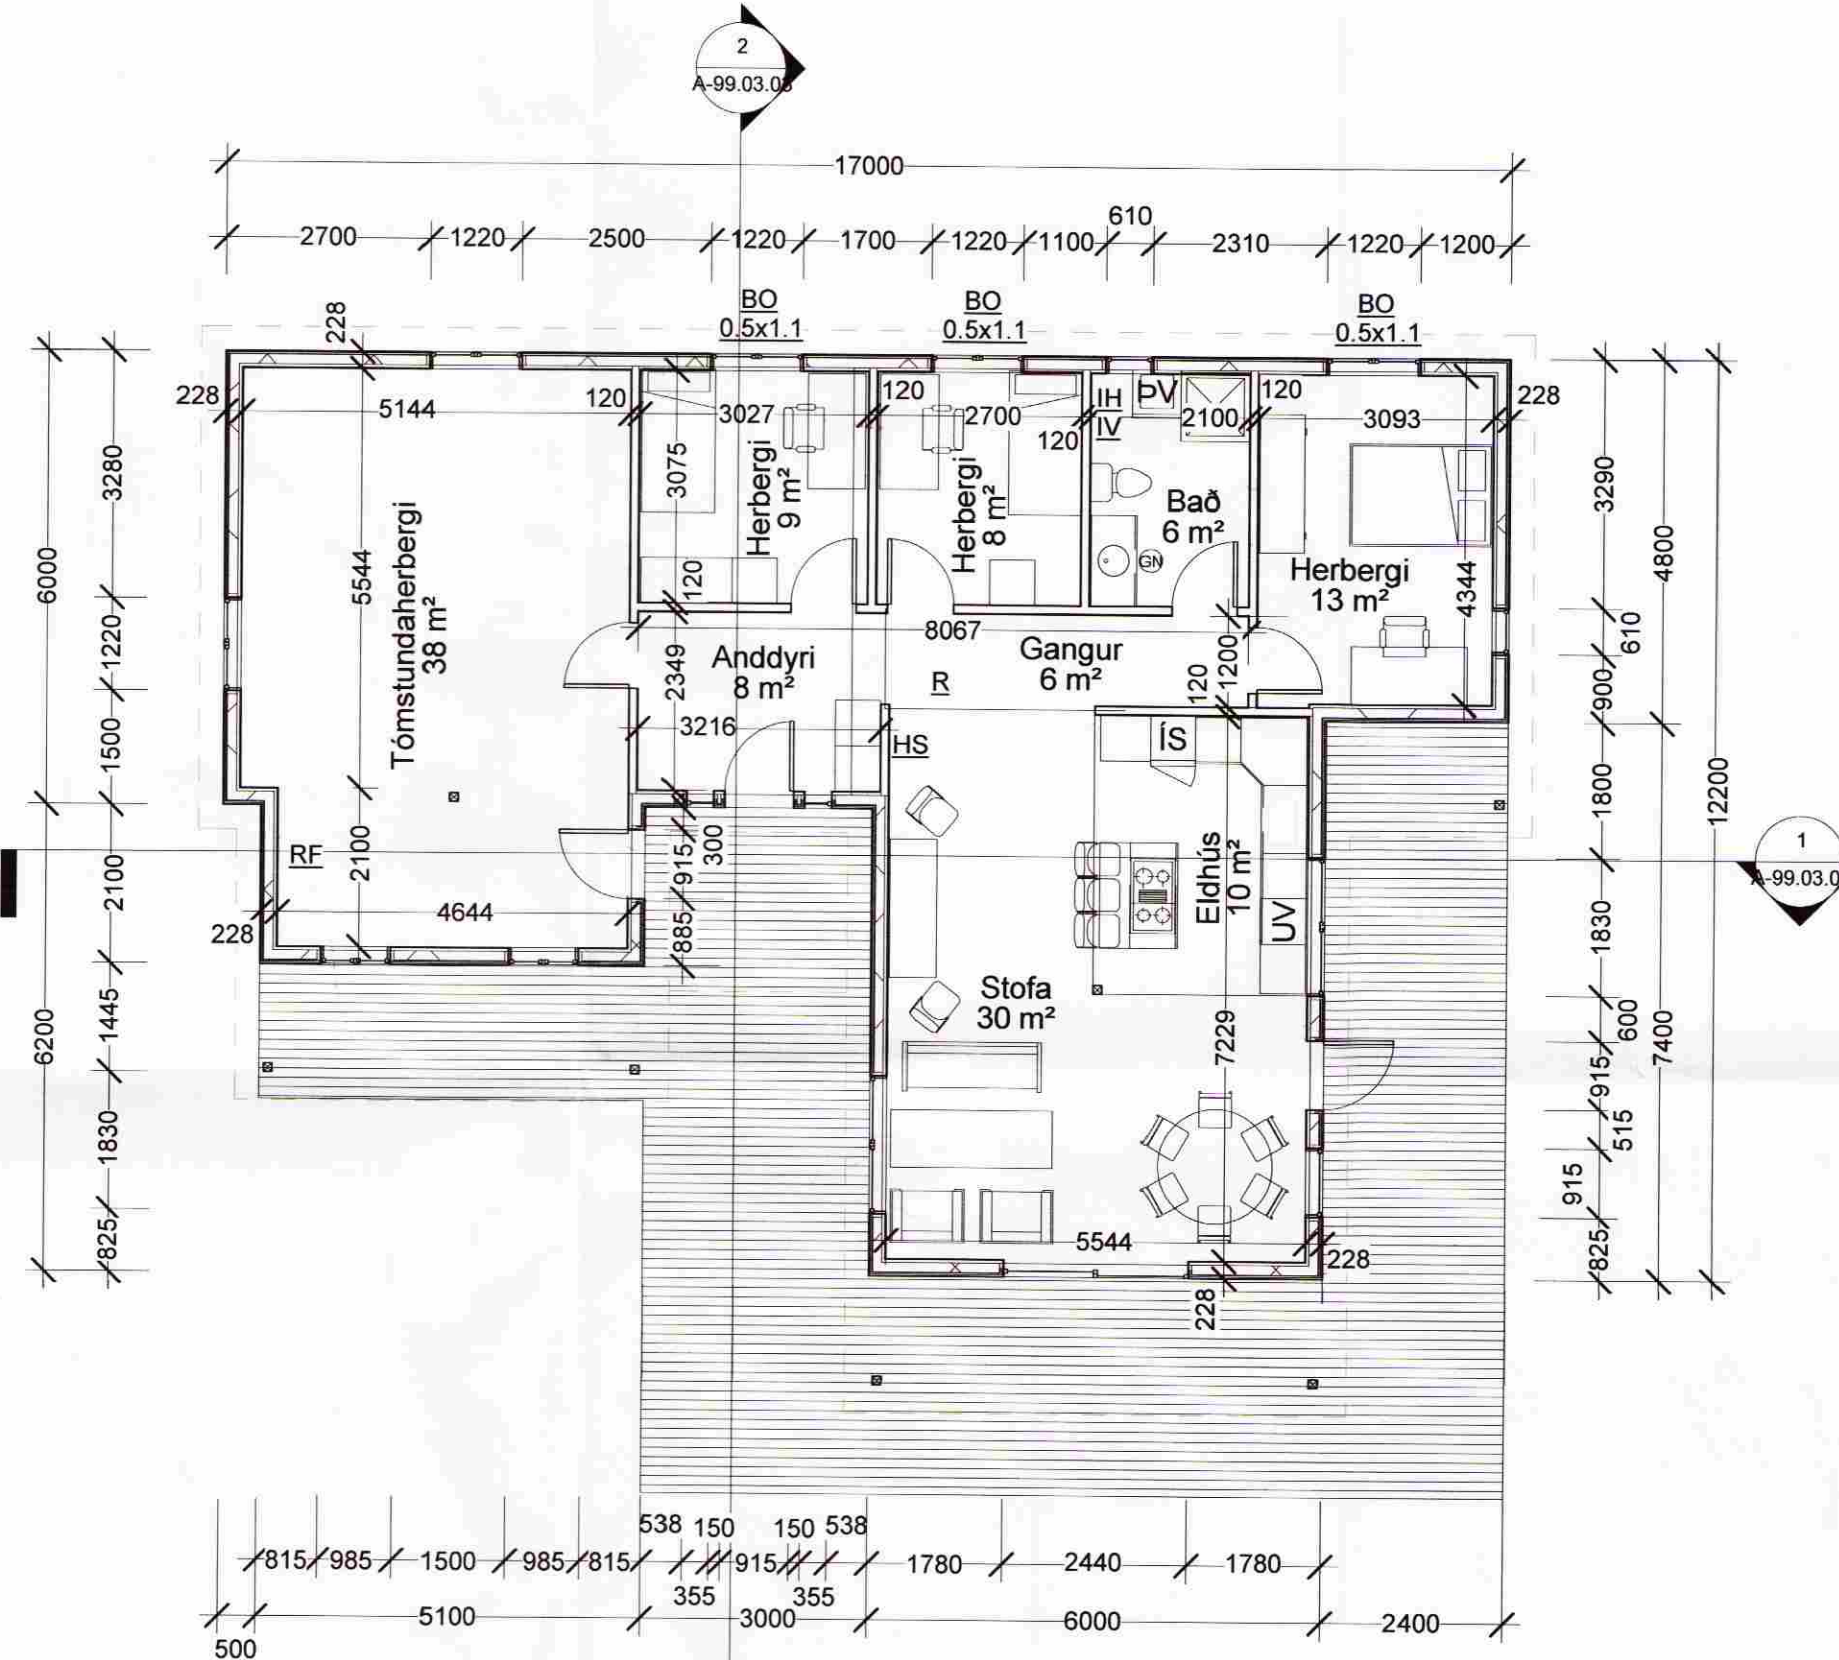 2
A-99.03.03
17000
2700 1220 2500 1220 1700 1220 1100 610 2310 1220 1200
BO
0.5x1.1
BO
0.5x1.1
BO
0.5x1.1
228
228 5144 120 3027 120 2700 120 2100 120 3093 228
IH
IV
ÞV
3075
Herbergi
9 m²
Herbergi
8 m²
Bað
6 m²
GN
Herbergi
13 m²
4344
120
6000
3280
1220
1500
5544
Tómstundaherbergi
38 m²
8067
2349
Anddyri
8 m²
3216
R
Gangur
6 m²
120
1200
HS
ÍS
3290
610
900
4800
1800
1830
600
915
515
915
825
7400
12200
1
A-99.03.0
RF
2100
2100
4644
228
915
300
885
Eldhús
10 m²
UV
Stofa
30 m²
7229
6200
1445
1830
825
5544
228
228
538 150 150 538
815 985 1500 985 815 915 1780 2440 1780
355 355
5100 3000 6000 2400
500